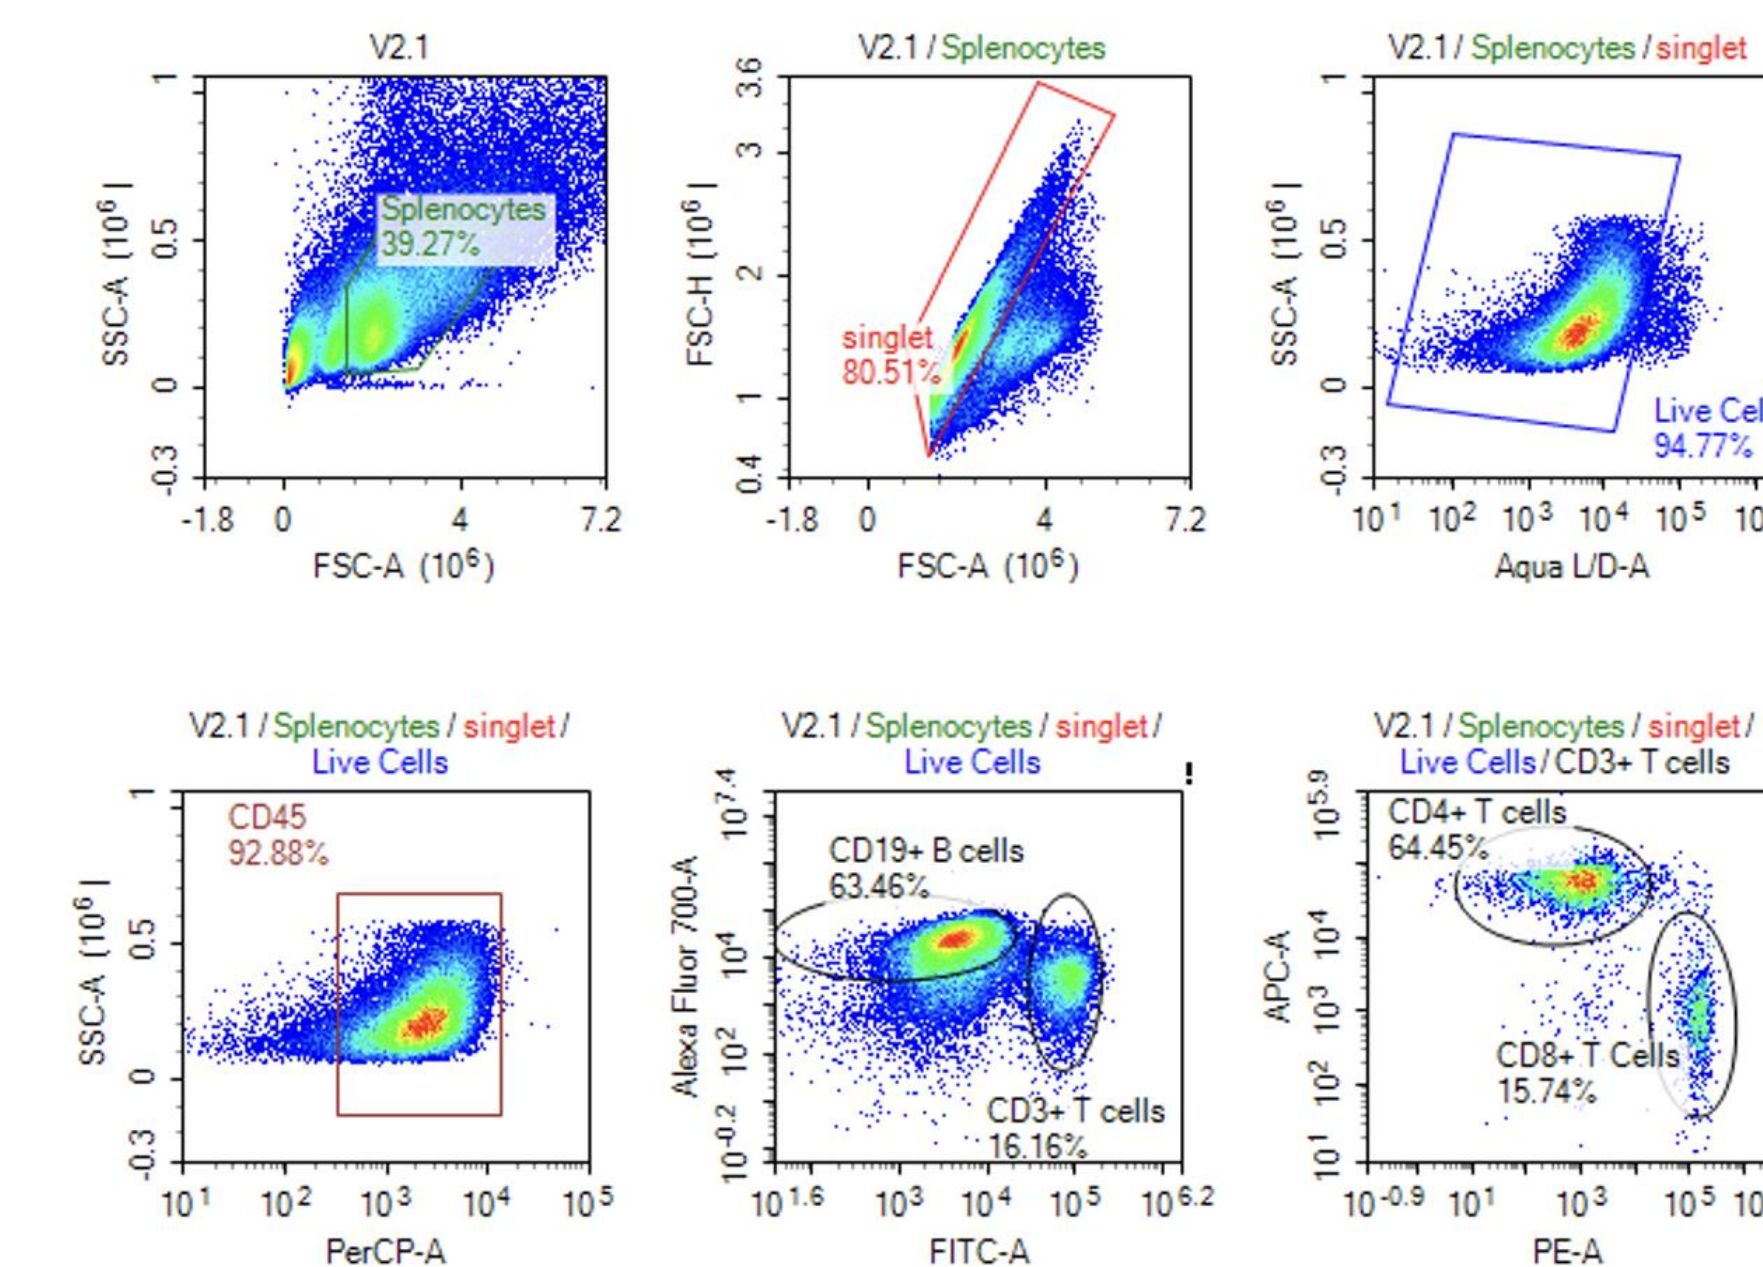 V2.1
SSC-A (10⁶)
1
0.5
0
-0.3
Splenocytes
39.27%
-1.8 0 4 7.2
FSC-A (10⁶)
V2.1 / Splenocytes
FSC-H (10⁶)
3.6
3
2
1
0.4
singlet
80.51%
-1.8 0 4 7.2
FSC-A (10⁶)
V2.1 / Splenocytes / singlet
SSC-A (10⁶)
1
0.5
0
-0.3
Live Cel
94.77%
10¹ 10² 10³ 10⁴ 10⁵ 10
Aqua L/D-A
V2.1 / Splenocytes / singlet /
Live Cells
SSC-A (10⁶)
1
0.5
0
-0.3
CD45
92.88%
10¹ 10² 10³ 10⁴ 10⁵
PerCP-A
V2.1 / Splenocytes / singlet /
Live Cells
!
Alexa Fluor 700-A
10⁷·⁴
10⁴
10²
10⁻⁰·²
CD19+ B cells
63.46%
CD3+ T cells
16.16%
10¹·⁶ 10³ 10⁴ 10⁵ 10⁶·²
FITC-A
V2.1 / Splenocytes / singlet /
Live Cells / CD3+ T cells
APC-A
10⁵·⁹
10⁴
10³
10²
10¹
CD4+ T cells
64.45%
CD8+ T Cells
15.74%
10⁻⁰·⁹ 10¹ 10³ 10⁵ 10
PE-A